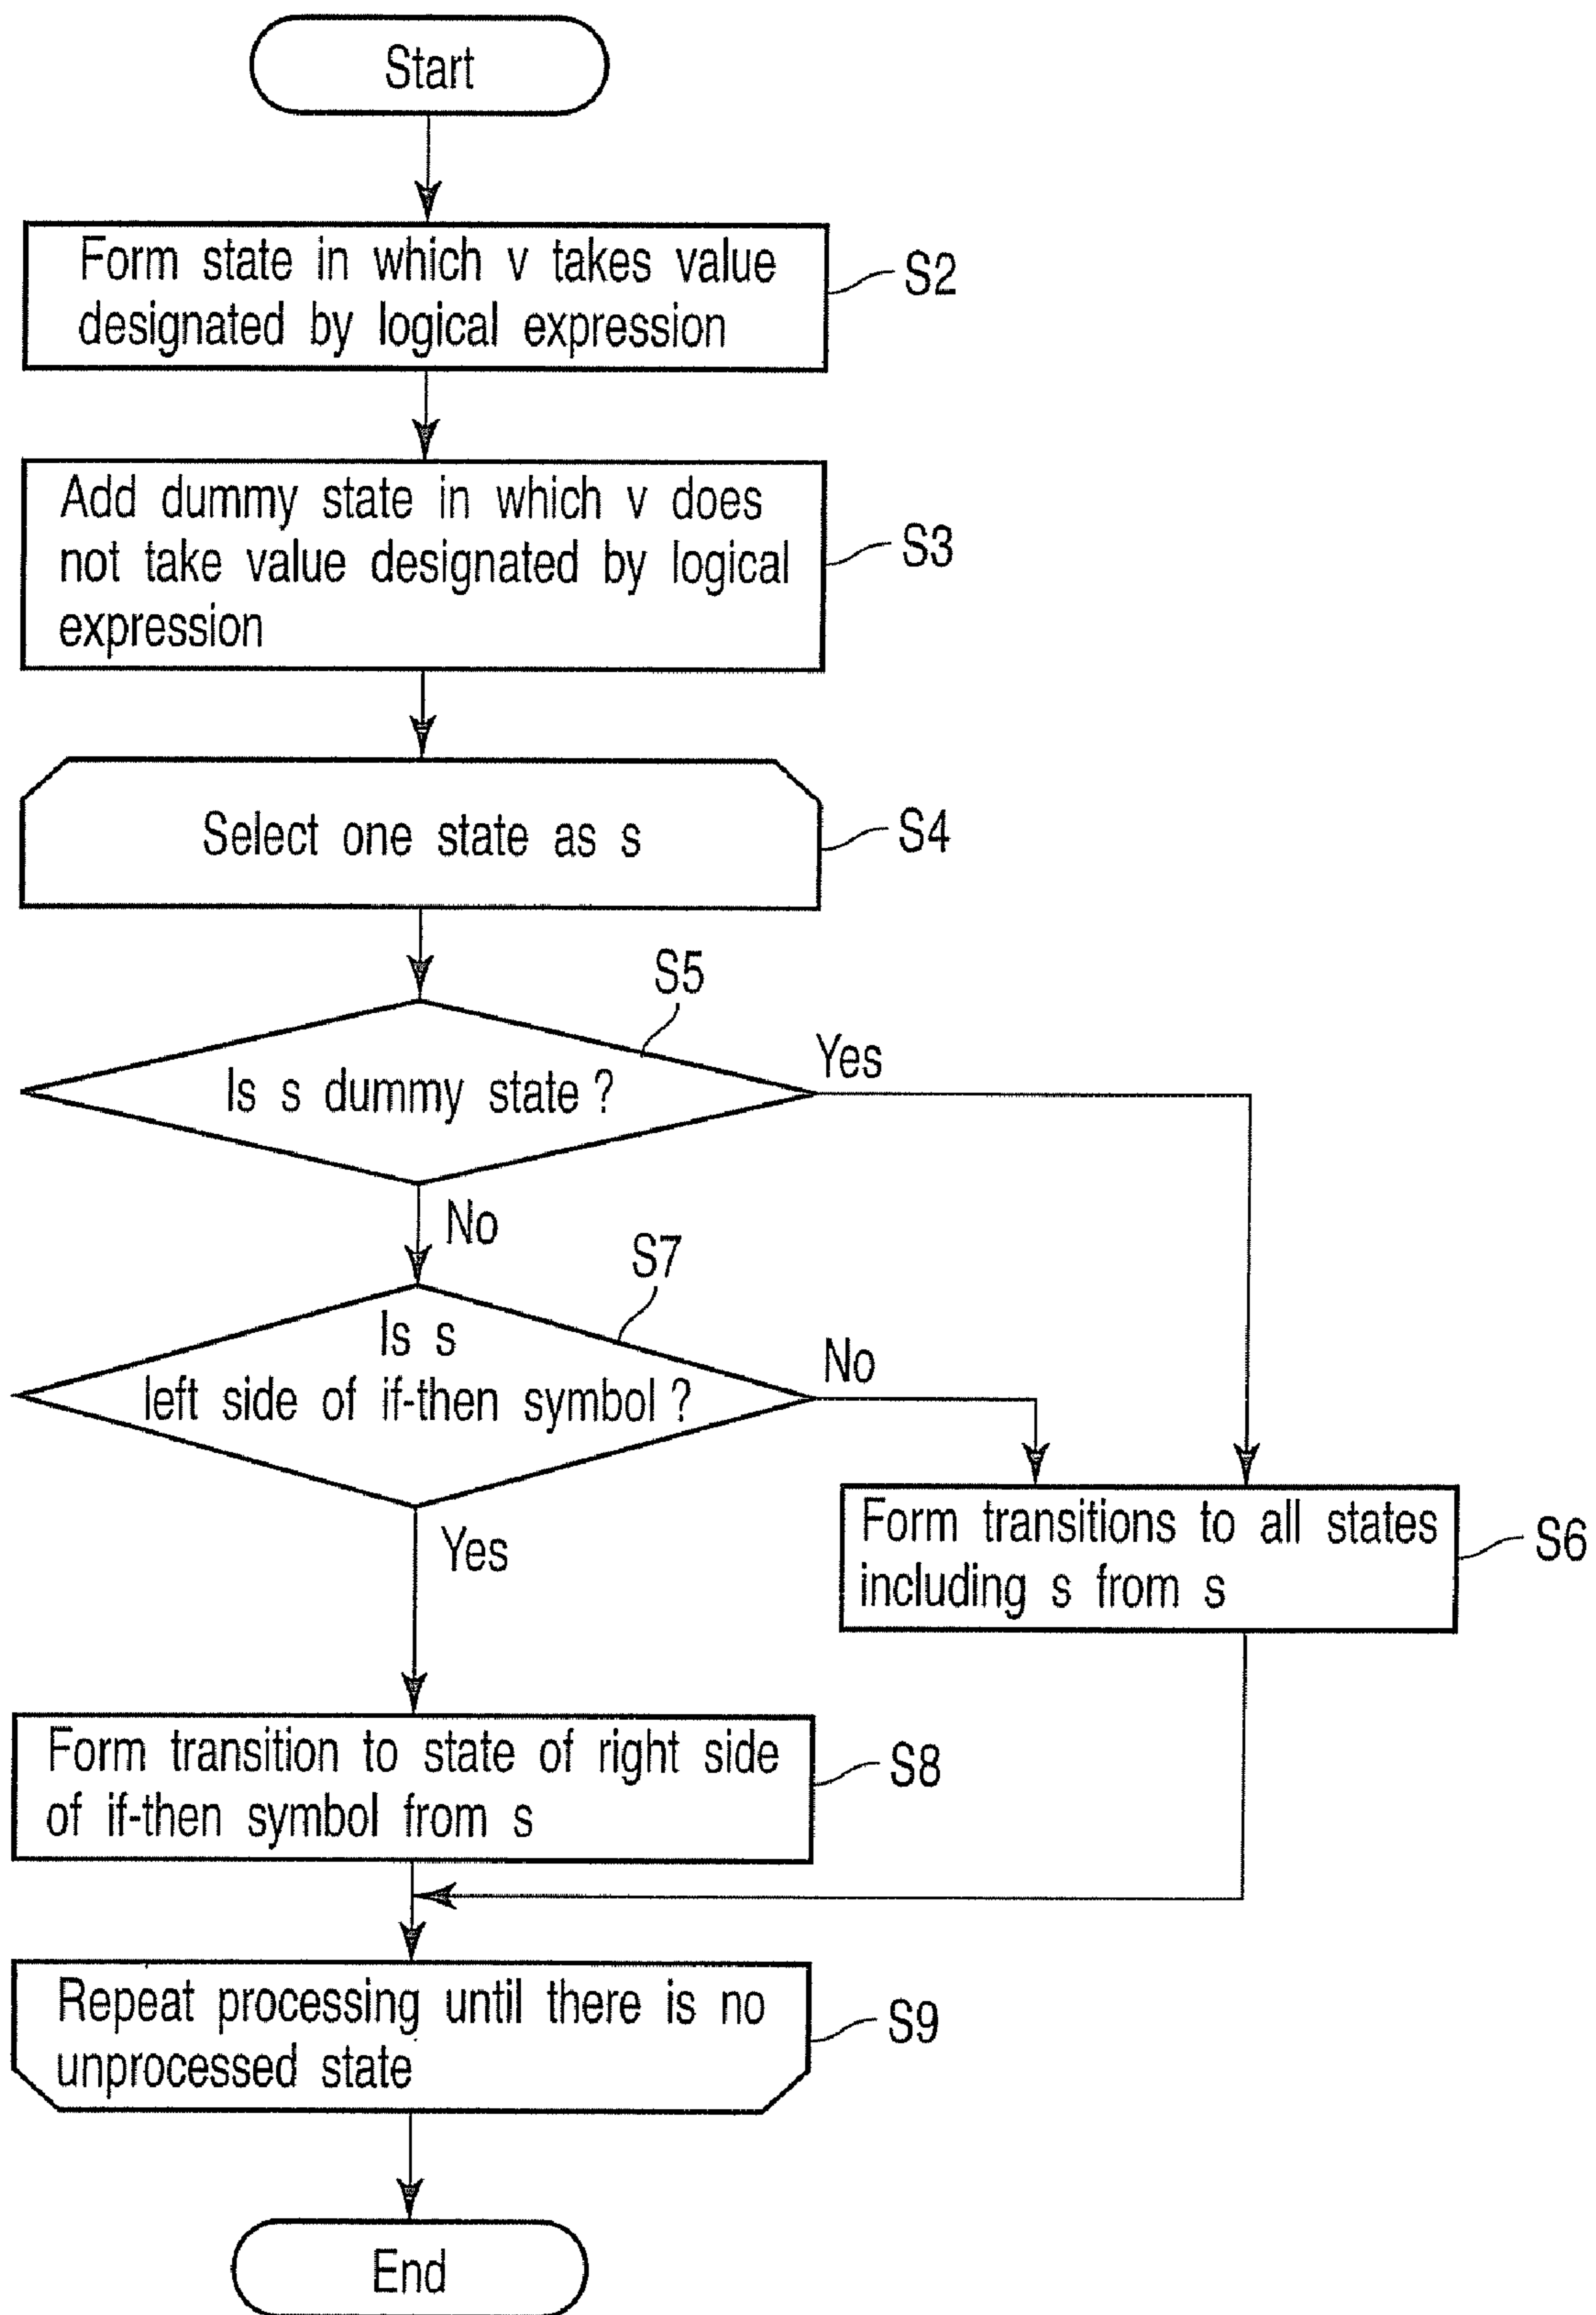 Start
Form state in which v takes value
designated by logical expression
S2
Add dummy state in which v does
not take value designated by logical
expression
S3
Select one state as s
S4
S5
Is s dummy state ?
Yes
No
S7
Is s
left side of if-then symbol ?
No
Yes
Form transitions to all states
including s from s
S6
Form transition to state of right side
of if-then symbol from s
S8
Repeat processing until there is no
unprocessed state
S9
End